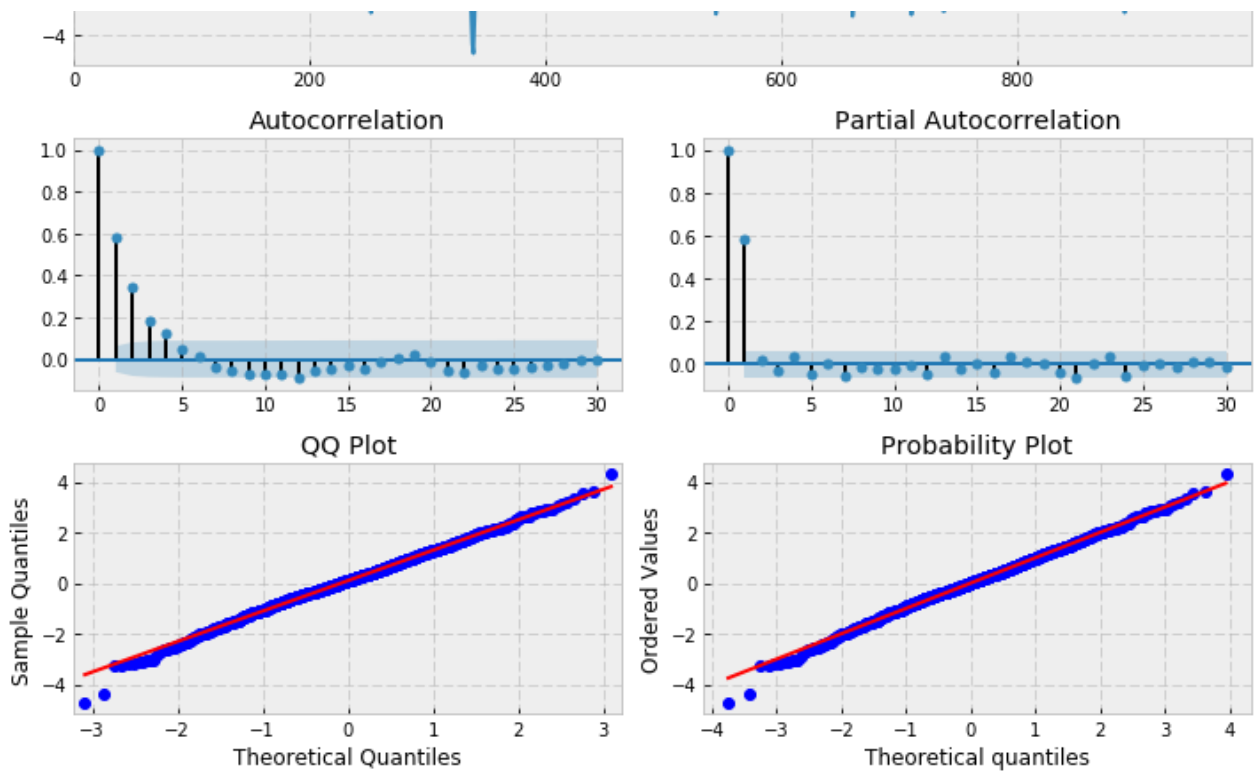 −4
0 200 400 600 800
Autocorrelation Partial Autocorrelation
1.0 1.0
0.8 0.8
0.6 0.6
0.4 0.4
0.2 0.2
0.0 0.0
0 5 10 15 20 25 30 0 5 10 15 20 25 30
QQ Plot Probability Plot
4 4
2 2
0 0
−2 −2
−4 −4
Sample Quantiles Ordered Values
−3 −2 −1 0 1 2 3 −4 −3 −2 −1 0 1 2 3 4
Theoretical Quantiles Theoretical quantiles